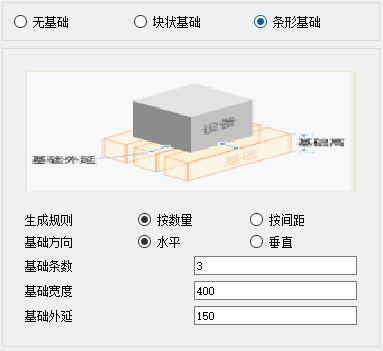 无基础 块状基础 条形基础
设备
基础高
基础外延
基础
生成规则 按数量 按间距
基础方向 水平 垂直
基础条数 3
基础宽度 400
基础外延 150